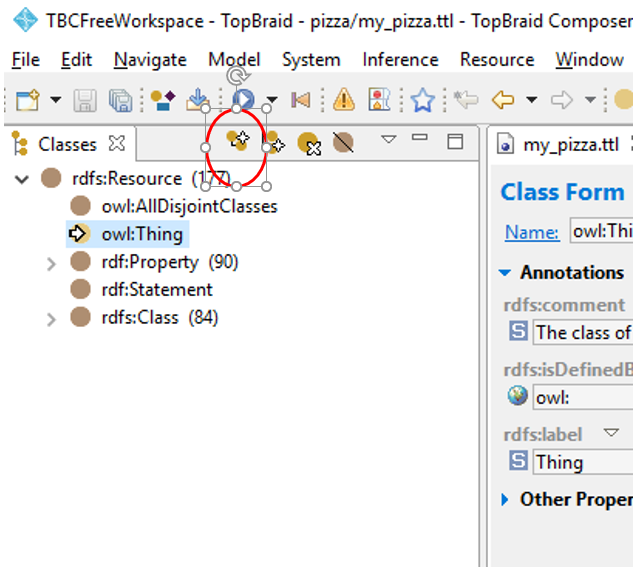 TBCFreeWorkspace - TopBraid - pizza/my_pizza.ttl - TopBraid Composer
File Edit Navigate Model System Inference Resource Window
Classes
my_pizza.ttl
rdfs:Resource (177)
owl:AllDisjointClasses
owl:Thing
rdf:Property (90)
rdf:Statement
rdfs:Class (84)
Class Form
Name: owl:Thi
Annotations
rdfs:comment
S The class of
rdfs:isDefinedB
owl:
rdfs:label
S Thing
Other Proper